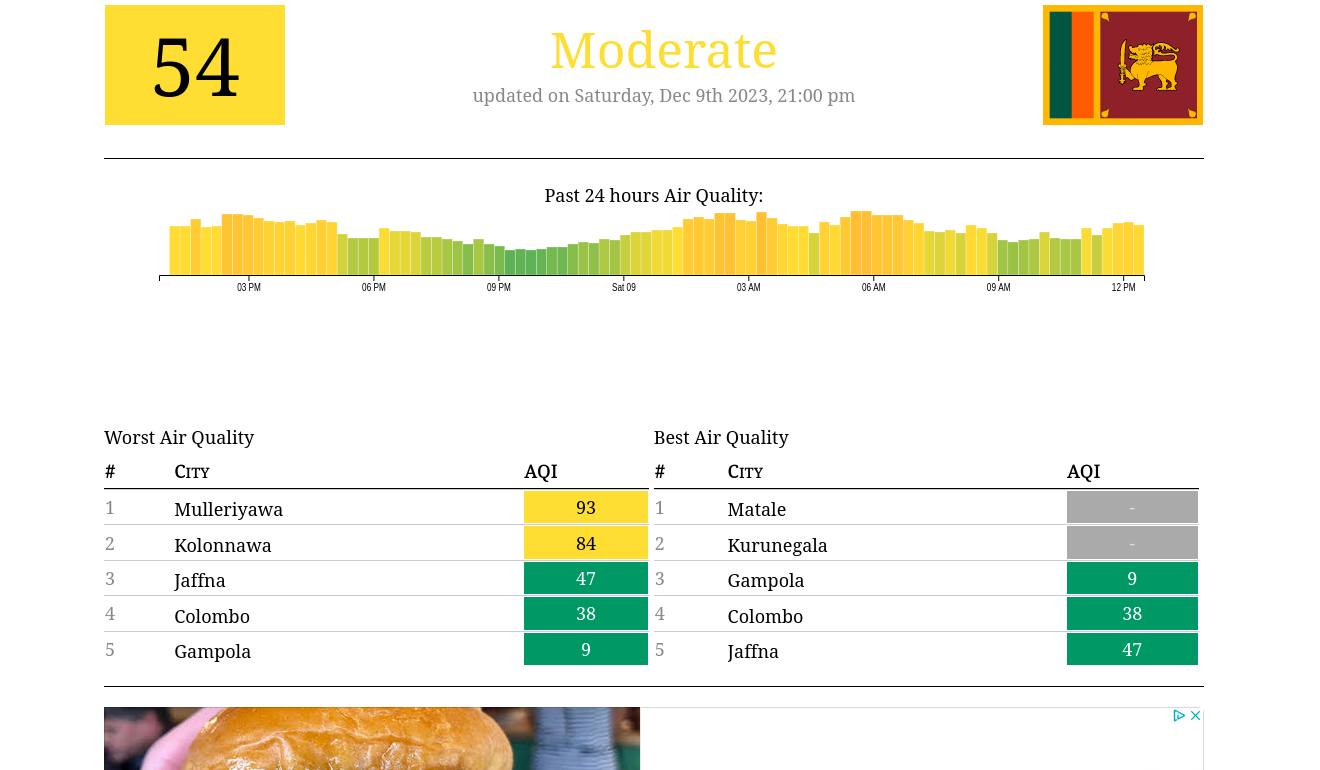 54
Moderate
updated on Saturday, Dec 9th 2023, 21:00 pm
Past 24 hours Air Quality:
03 PM 06 PM 09 PM Sat 09 03 AM 06 AM 09 AM 12 PM
Worst Air Quality
# City AQI
1 Mulleriyawa 93
2 Kolonnawa 84
3 Jaffna 47
4 Colombo 38
5 Gampola 9
Best Air Quality
# City AQI
1 Matale -
2 Kurunegala -
3 Gampola 9
4 Colombo 38
5 Jaffna 47